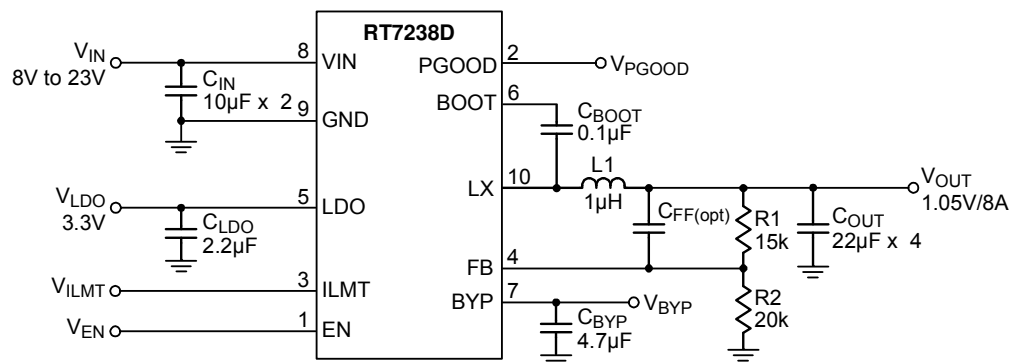 RT7238D
VIN
8V to 23V
8
VIN
CIN
10µF x 2
9
GND
PGOOD
2
VPGOOD
BOOT
6
CBOOT
0.1µF
LX
10
L1
1µH
VOUT
1.05V/8A
VLDO
3.3V
5
LDO
CLDO
2.2µF
CFF(opt)
R1
15k
COUT
22µF x 4
FB
4
VILMT
3
ILMT
BYP
7
VBYP
CBYP
4.7µF
R2
20k
VEN
1
EN